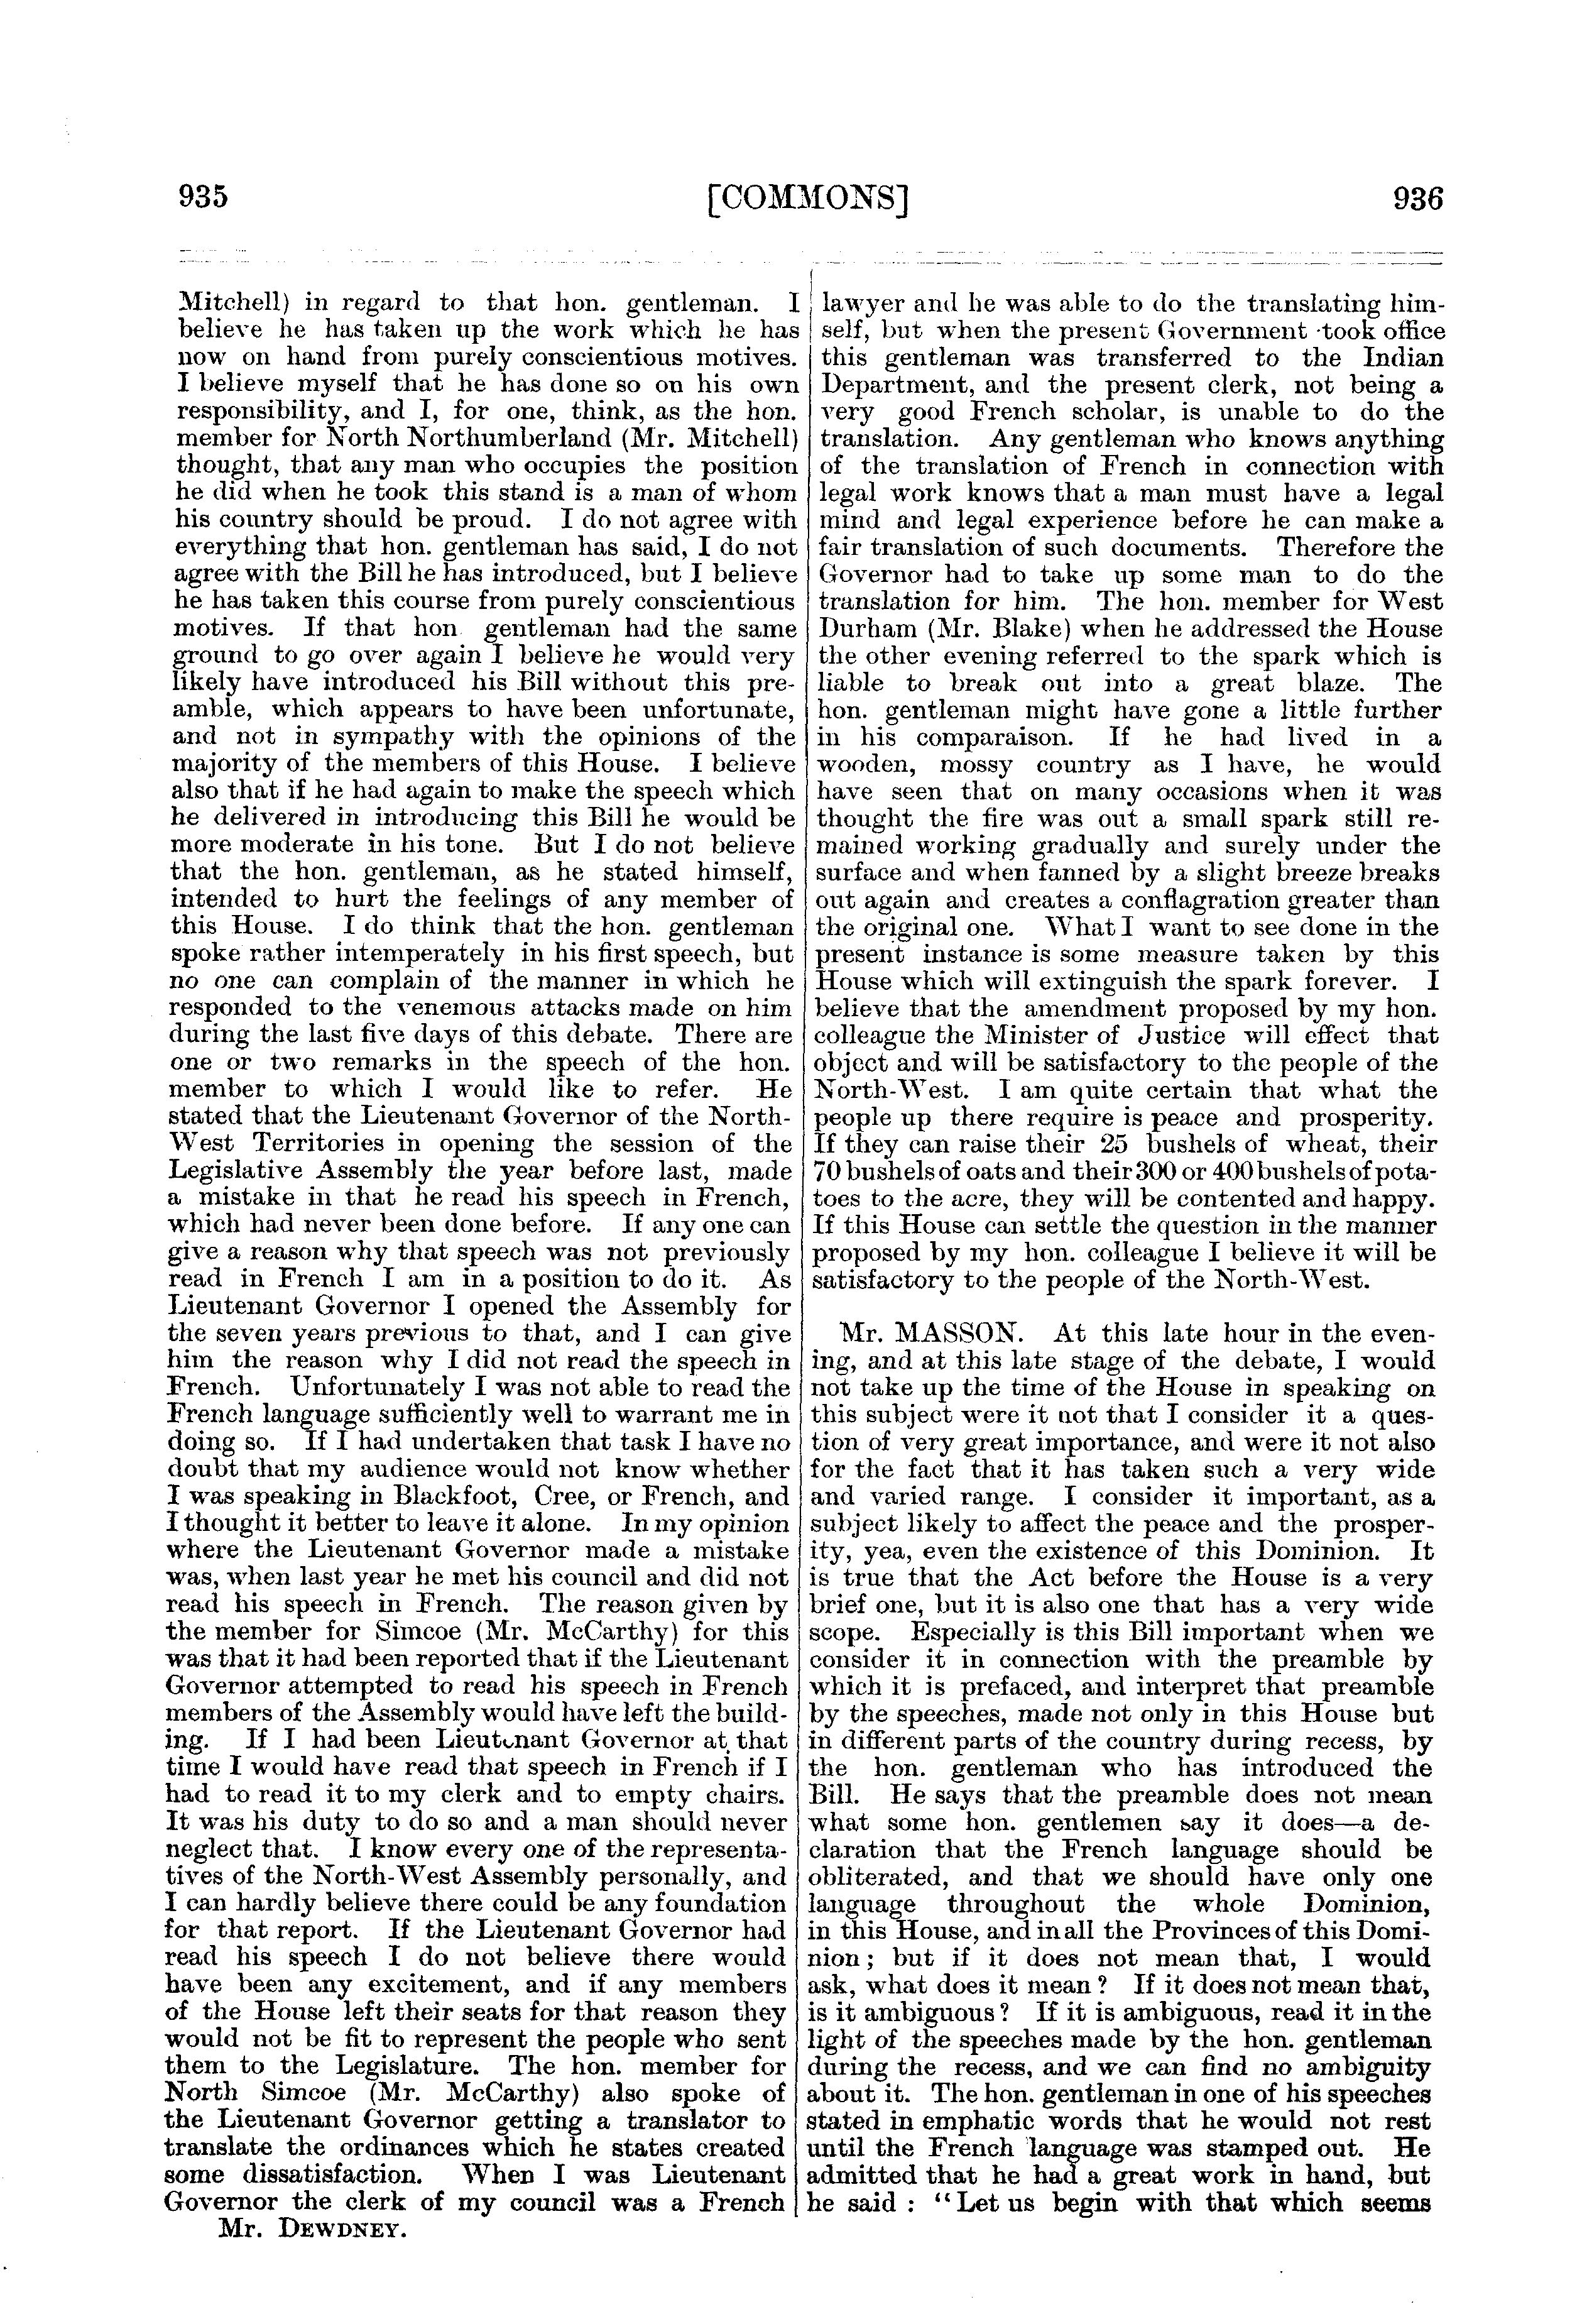 935
[COMMONS]
936
Mitchell) in regard to that hon. gentleman. I
believe he has taken up the work which he has
now on hand from purely conscientious motives.
I believe myself that he has done so on his own
responsibility, and I, for one, think, as the hon.
member for North Northumberland (Mr. Mitchell)
thought, that any man who occupies the position
he did when he took this stand is a man of whom
his country should be proud. I do not agree with
everything that hon. gentleman has said, I do not
agree with the Bill he has introduced, but I believe
he has taken this course from purely conscientious
motives. If that hon gentleman had the same
ground to go over again I believe he would very
likely have introduced his Bill without this pre-
amble, which appears to have been unfortunate,
and not in sympathy with the opinions of the
majority of the members of this House. I believe
also that if he had again to make the speech which
he delivered in introducing this Bill he would be
more moderate in his tone. But I do not believe
that the hon. gentleman, as he stated himself,
intended to hurt the feelings of any member of
this House. I do think that the hon. gentleman
spoke rather intemperately in his first speech, but
no one can complain of the manner in which he
responded to the venemous attacks made on him
during the last five days of this debate. There are
one or two remarks in the speech of the hon.
member to which I would like to refer. He
stated that the Lieutenant Governor of the North-
West Territories in opening the session of the
Legislative Assembly the year before last, made
a mistake in that he read his speech in French,
which had never been done before. If any one can
give a reason why that speech was not previously
read in French I am in a position to do it. As
Lieutenant Governor I opened the Assembly for
the seven years previous to that, and I can give
him the reason why I did not read the speech in
French. Unfortunately I was not able to read the
French language sufficiently well to warrant me in
doing so. If I had undertaken that task I have no
doubt that my audience would not know whether
I was speaking in Blackfoot, Cree, or French, and
I thought it better to leave it alone. In my opinion
where the Lieutenant Governor made a mistake
was, when last year he met his council and did not
read his speech in French. The reason given by
the member for Simcoe (Mr. McCarthy) for this
was that it had been reported that if the Lieutenant
Governor attempted to read his speech in French
members of the Assembly would have left the build-
ing. If I had been Lieutenant Governor at that
time I would have read that speech in French if I
had to read it to my clerk and to empty chairs.
It was his duty to do so and a man should never
neglect that. I know every one of the representa-
tives of the North-West Assembly personally, and
I can hardly believe there could be any foundation
for that report. If the Lieutenant Governor had
read his speech I do not believe there would
have been any excitement, and if any members
of the House left their seats for that reason they
would not be fit to represent the people who sent
them to the Legislature. The hon. member for
North Simcoe (Mr. McCarthy) also spoke of
the Lieutenant Governor getting a translator to
translate the ordinances which he states created
some dissatisfaction. When I was Lieutenant
Governor the clerk of my council was a French
Mr. DEWDNEY.
lawyer and he was able to do the translating him-
self, but when the present Government took office
this gentleman was transferred to the Indian
Department, and the present clerk, not being a
very good French scholar, is unable to do the
translation. Any gentleman who knows anything
of the translation of French in connection with
legal work knows that a man must have a legal
mind and legal experience before he can make a
fair translation of such documents. Therefore the
Governor had to take up some man to do the
translation for him. The hon. member for West
Durham (Mr. Blake) when he addressed the House
the other evening referred to the spark which is
liable to break out into a great blaze. The
hon. gentleman might have gone a little further
in his comparaison. If he had lived in a
wooden, mossy country as I have, he would
have seen that on many occasions when it was
thought the fire was out a small spark still re-
mained working gradually and surely under the
surface and when fanned by a slight breeze breaks
out again and creates a conflagration greater than
the original one. What I want to see done in the
present instance is some measure taken by this
House which will extinguish the spark forever. I
believe that the amendment proposed by my hon.
colleague the Minister of Justice will effect that
object and will be satisfactory to the people of the
North-West. I am quite certain that what the
people up there require is peace and prosperity.
If they can raise their 25 bushels of wheat, their
70 bushels of oats and their 300 or 400 bushels of pota-
toes to the acre, they will be contented and happy.
If this House can settle the question in the manner
proposed by my hon. colleague I believe it will be
satisfactory to the people of the North-West.
Mr. MASSON. At this late hour in the even-
ing, and at this late stage of the debate, I would
not take up the time of the House in speaking on
this subject were it not that I consider it a ques-
tion of very great importance, and were it not also
for the fact that it has taken such a very wide
and varied range. I consider it important, as a
subject likely to affect the peace and the prosper-
ity, yea, even the existence of this Dominion. It
is true that the Act before the House is a very
brief one, but it is also one that has a very wide
scope. Especially is this Bill important when we
consider it in connection with the preamble by
which it is prefaced, and interpret that preamble
by the speeches, made not only in this House but
in different parts of the country during recess, by
the hon. gentleman who has introduced the
Bill. He says that the preamble does not mean
what some hon. gentlemen say it does—a de-
claration that the French language should be
obliterated, and that we should have only one
language throughout the whole Dominion,
in this House, and in all the Provinces of this Domi-
nion; but if it does not mean that, I would
ask, what does it mean? If it does not mean that,
is it ambiguous? If it is ambiguous, read it in the
light of the speeches made by the hon. gentleman
during the recess, and we can find no ambiguity
about it. The hon. gentleman in one of his speeches
stated in emphatic words that he would not rest
until the French language was stamped out. He
admitted that he had a great work in hand, but
he said: "Let us begin with that which seems